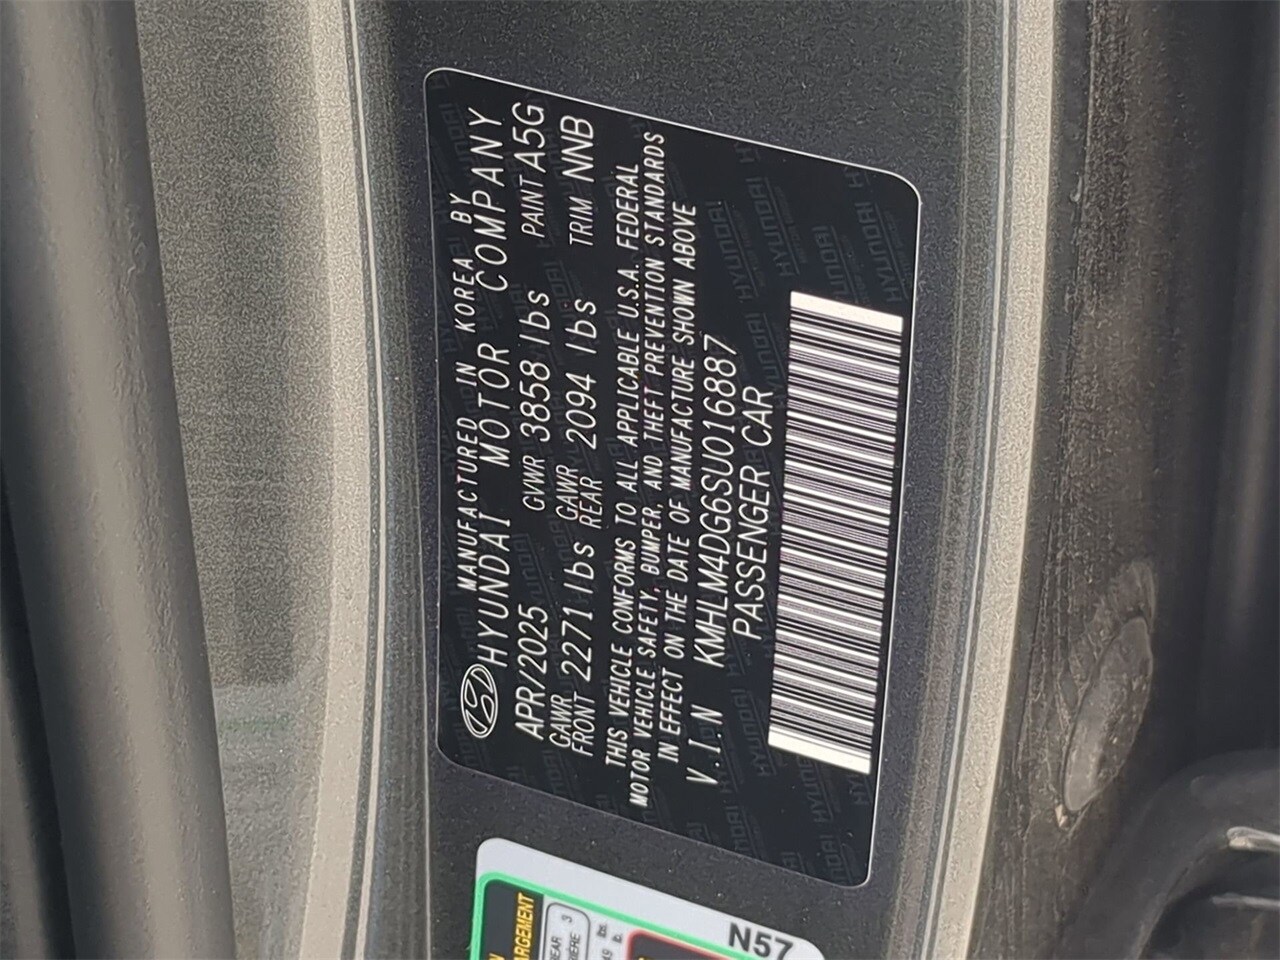 MANUFACTURED IN KOREA BY
HYUNDAI MOTOR COMPANY
APR/2025 GVWR 3858 lbs PAINT A5G
GAWR FRONT 2271 lbs GAWR REAR 2094 lbs TRIM NNB
THIS VEHICLE CONFORMS TO ALL APPLICABLE U.S.A. FEDERAL
MOTOR VEHICLE SAFETY, BUMPER, AND THEFT PREVENTION STANDARDS
IN EFFECT ON THE DATE OF MANUFACTURE SHOWN ABOVE
V.I.N KMHLM4DG6SU016887
PASSENGER CAR
ARGEMENT
3
N57